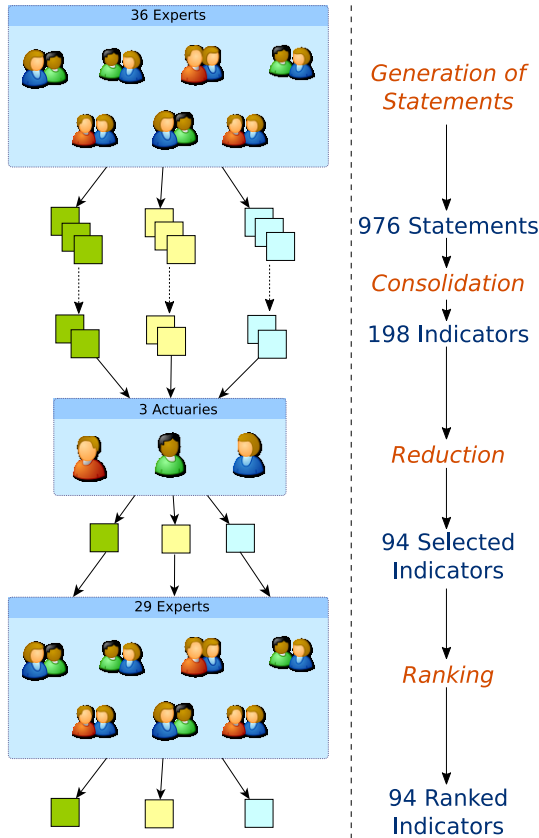 36 Experts
Generation of
Statements
976 Statements
Consolidation
198 Indicators
3 Actuaries
Reduction
94 Selected
Indicators
29 Experts
Ranking
94 Ranked
Indicators